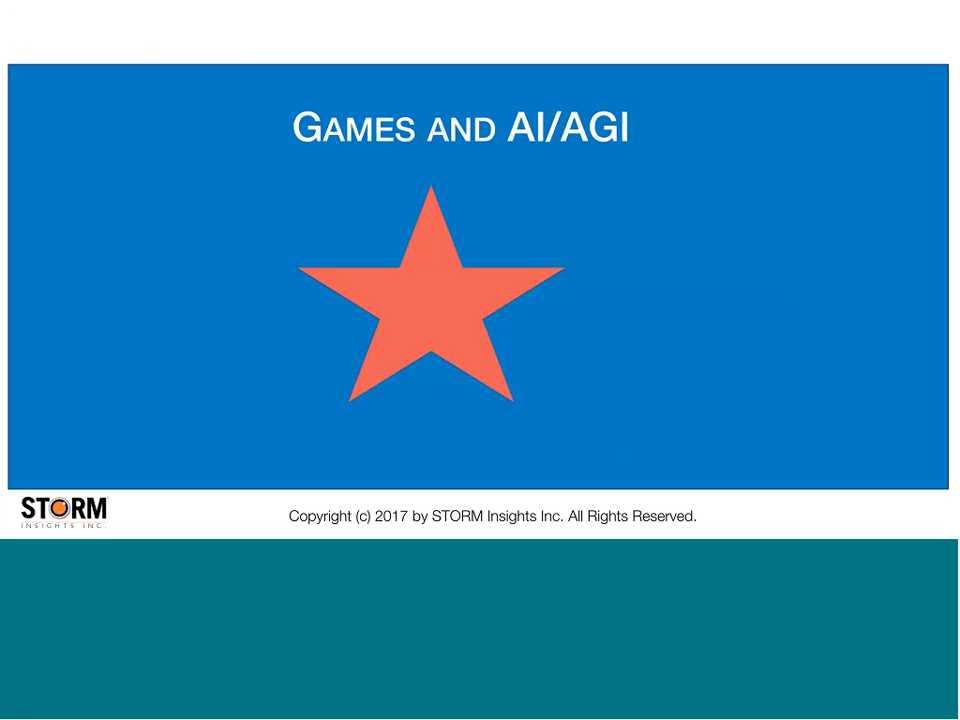 GAMES AND AI/AGI
STORM
INSIGHTS INC.
Copyright (c) 2017 by STORM Insights Inc. All Rights Reserved.